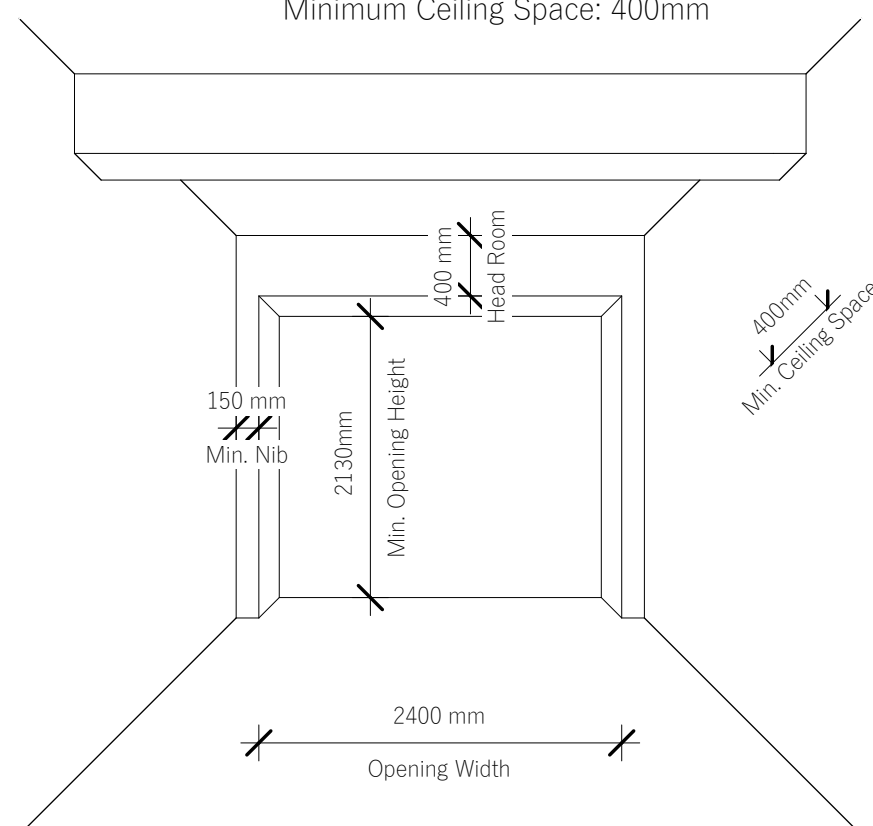 Minimum Ceiling Space: 400mm
400 mm
Head Room
400mm
Min. Ceiling Space
150 mm
Min. Nib
2130mm
Min. Opening Height
2400 mm
Opening Width